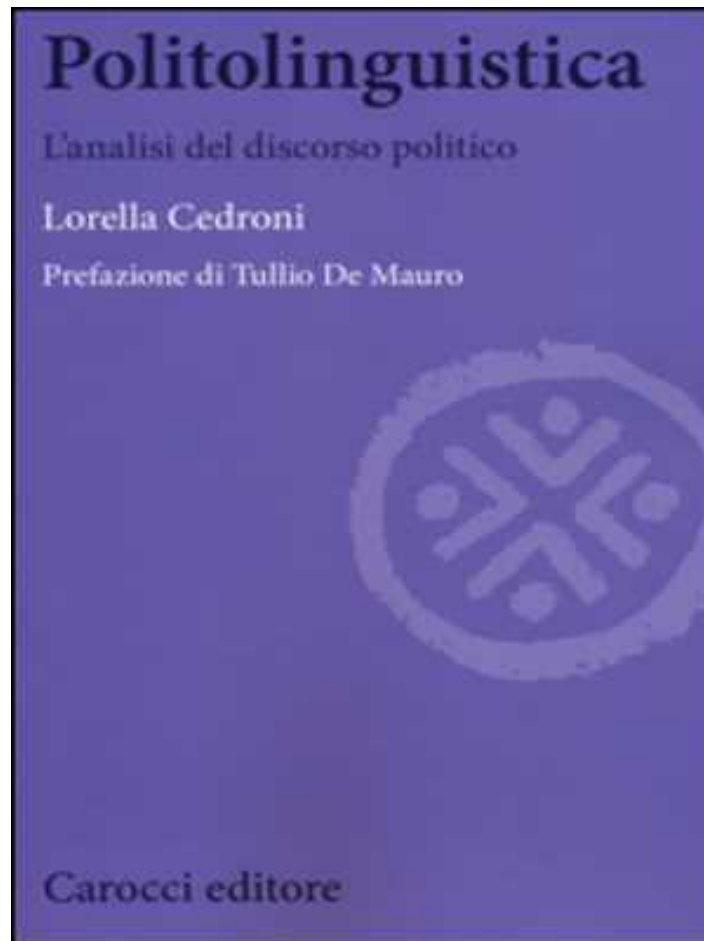 Politolinguistica
L'analisi del discorso politico
Lorella Cedroni
Prefazione di Tullio De Mauro
Carocci editore